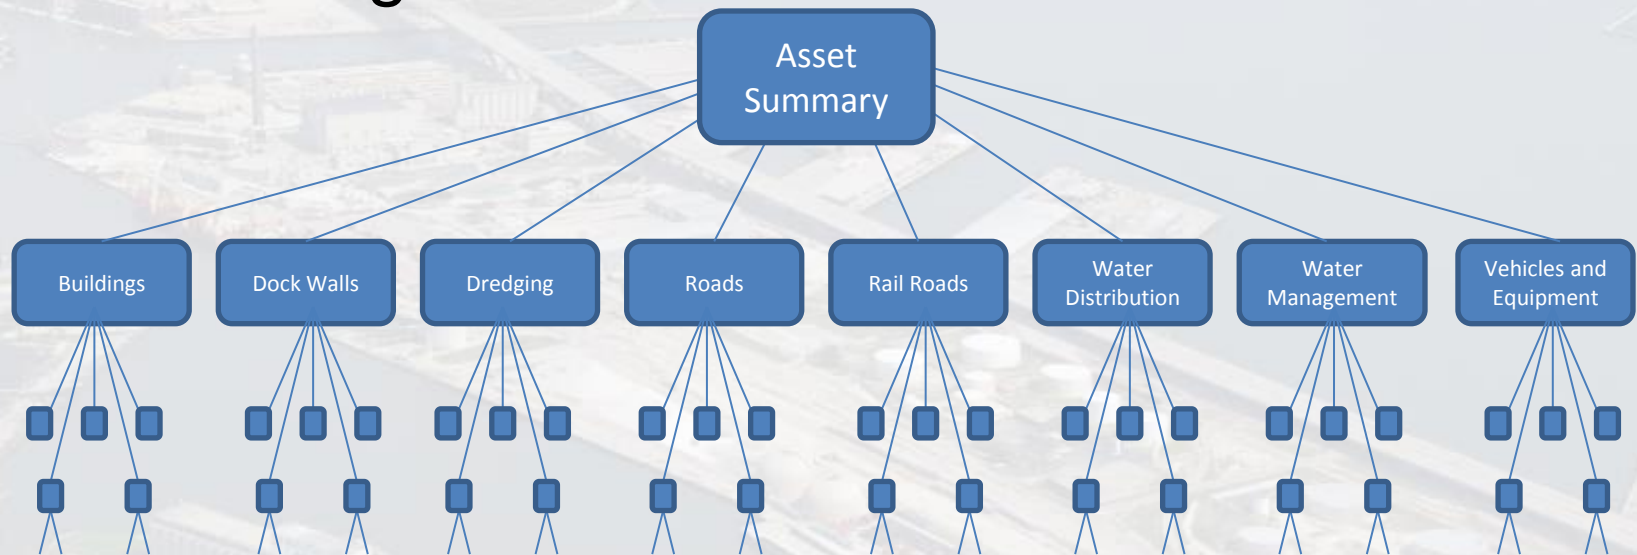 Asset
Summary
Buildings
Dock Walls
Dredging
Roads
Rail Roads
Water
Distribution
Water
Management
Vehicles and
Equipment